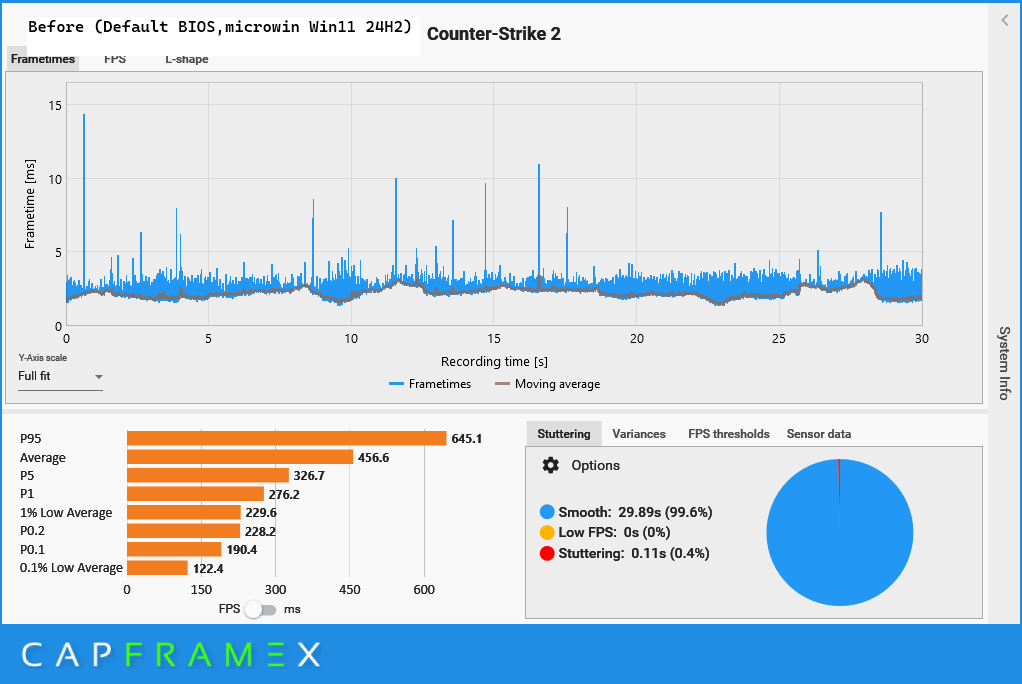 Before (Default BIOS,microwin Win11 24H2)
Counter-Strike 2
Frametimes FPS L-shape
15
10
5
0
Frametime [ms]
0 5 10 15 20 25 30
Recording time [s]
Y-Axis scale
Full fit
Frametimes Moving average
System Info
P95 645.1
Average 456.6
P5 326.7
P1 276.2
1% Low Average 229.6
P0.2 228.2
P0.1 190.4
0.1% Low Average 122.4
0 150 300 450 600
FPS ms
Stuttering Variances FPS thresholds Sensor data
Options
Smooth: 29.89s (99.6%)
Low FPS: 0s (0%)
Stuttering: 0.11s (0.4%)
CAPFRAMEX